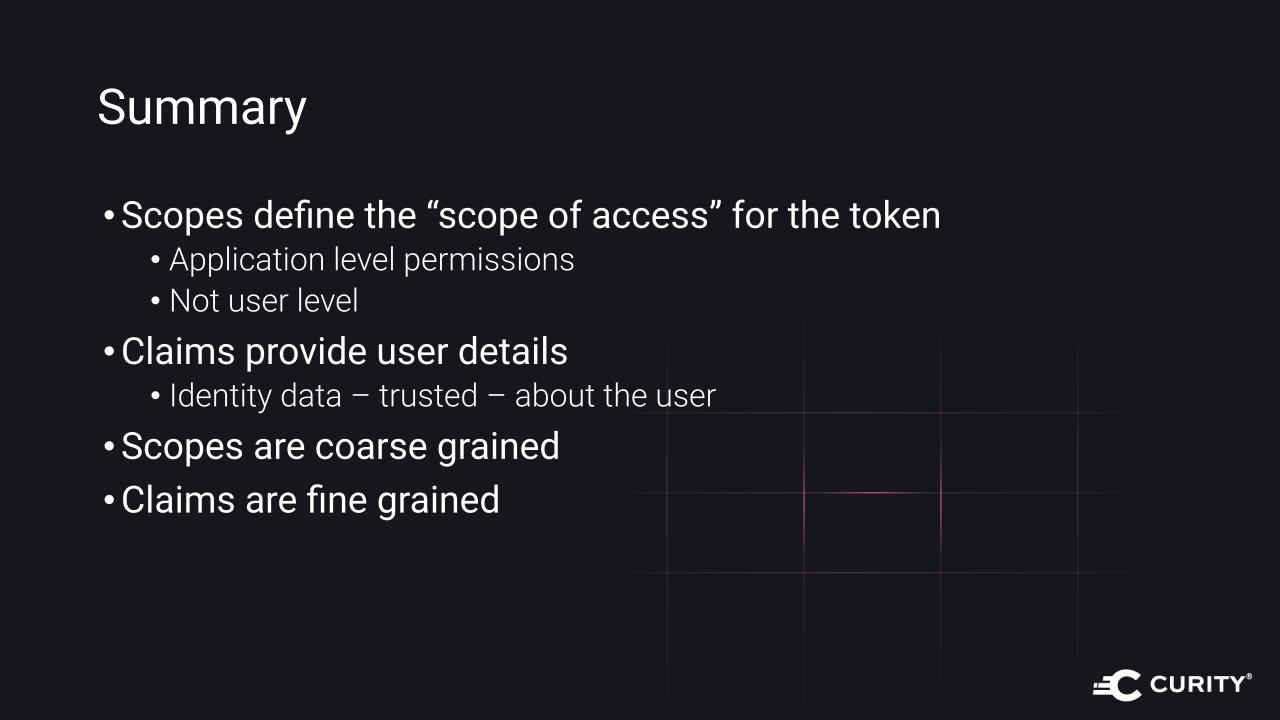 Summary
• Scopes define the “scope of access” for the token
• Application level permissions
• Not user level
• Claims provide user details
• Identity data – trusted – about the user
• Scopes are coarse grained
• Claims are fine grained
CURITY®